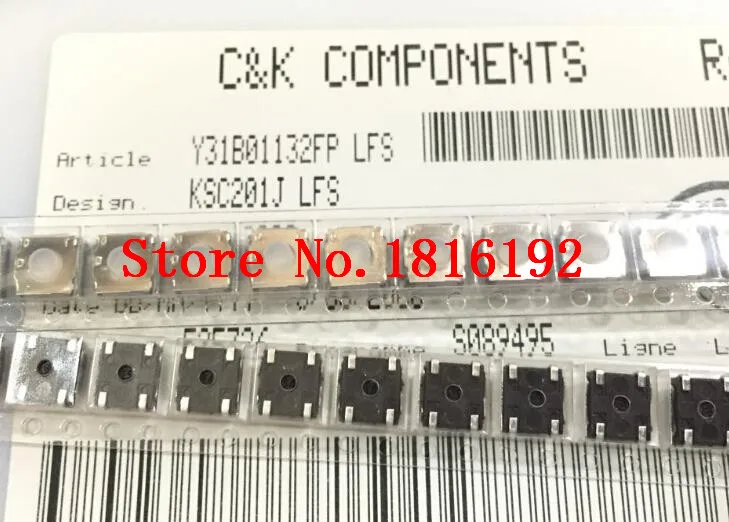 C&K COMPONENTS R
Article Y31B01132FP LFS
Design. KSC201J LFS
Store No.1816192
S089495 Ligne L